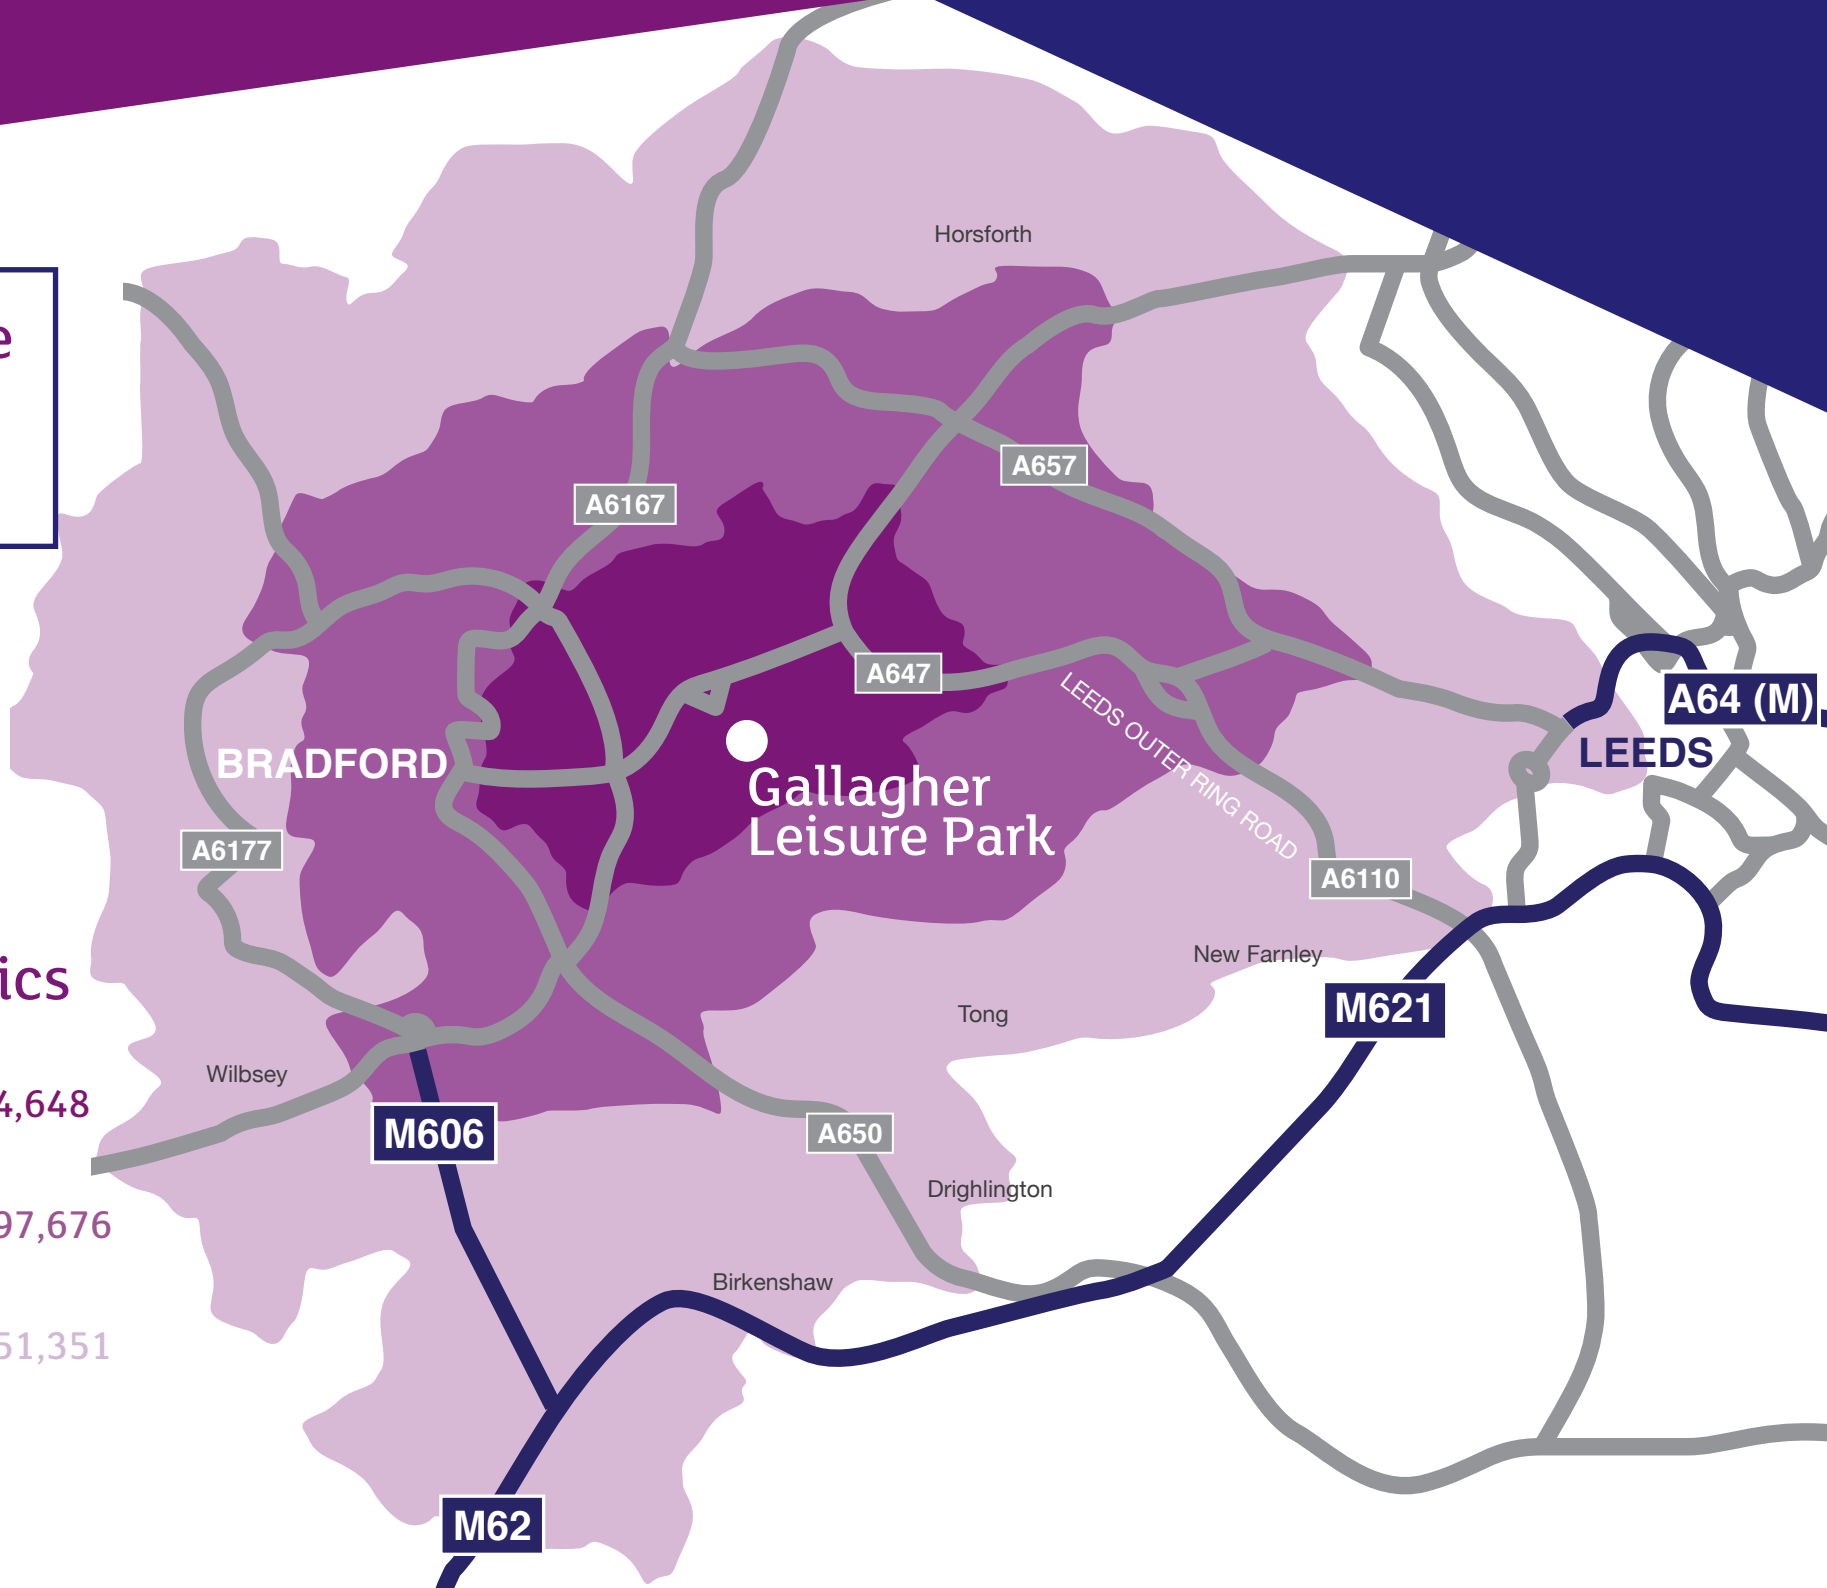 Horsforth
e
A657
A6167
A647
A64 (M)
LEEDS OUTER RING ROAD
LEEDS
BRADFORD
Gallagher
Leisure Park
A6177
A6110
New Farnley
ics
M621
Tong
Wilbsey
4,648
M606
A650
Drighlington
97,676
Birkenshaw
51,351
M62